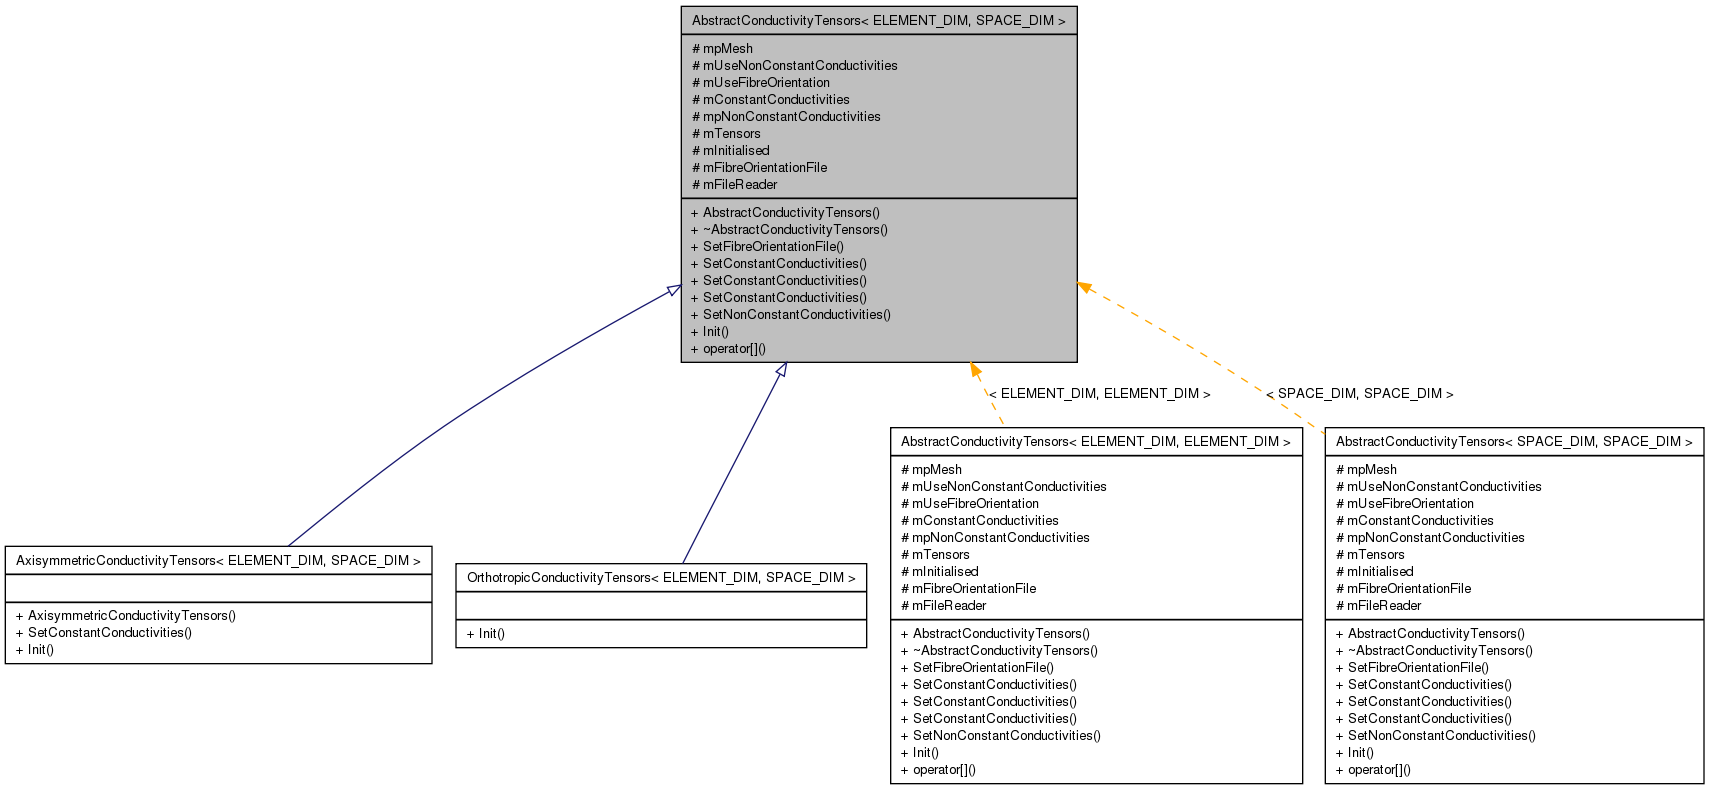 AbstractConductivityTensors< ELEMENT_DIM, SPACE_DIM >
# mpMesh
# mUseNonConstantConductivities
# mUseFibreOrientation
# mConstantConductivities
# mpNonConstantConductivities
# mTensors
# mInitialised
# mFibreOrientationFile
# mFileReader
+ AbstractConductivityTensors()
+ ~AbstractConductivityTensors()
+ SetFibreOrientationFile()
+ SetConstantConductivities()
+ SetConstantConductivities()
+ SetConstantConductivities()
+ SetNonConstantConductivities()
+ Init()
+ operator[]()
< ELEMENT_DIM, ELEMENT_DIM >
< SPACE_DIM, SPACE_DIM >
AxisymmetricConductivityTensors< ELEMENT_DIM, SPACE_DIM >
+ AxisymmetricConductivityTensors()
+ SetConstantConductivities()
+ Init()
OrthotropicConductivityTensors< ELEMENT_DIM, SPACE_DIM >
+ Init()
AbstractConductivityTensors< ELEMENT_DIM, ELEMENT_DIM >
# mpMesh
# mUseNonConstantConductivities
# mUseFibreOrientation
# mConstantConductivities
# mpNonConstantConductivities
# mTensors
# mInitialised
# mFibreOrientationFile
# mFileReader
+ AbstractConductivityTensors()
+ ~AbstractConductivityTensors()
+ SetFibreOrientationFile()
+ SetConstantConductivities()
+ SetConstantConductivities()
+ SetConstantConductivities()
+ SetNonConstantConductivities()
+ Init()
+ operator[]()
AbstractConductivityTensors< SPACE_DIM, SPACE_DIM >
# mpMesh
# mUseNonConstantConductivities
# mUseFibreOrientation
# mConstantConductivities
# mpNonConstantConductivities
# mTensors
# mInitialised
# mFibreOrientationFile
# mFileReader
+ AbstractConductivityTensors()
+ ~AbstractConductivityTensors()
+ SetFibreOrientationFile()
+ SetConstantConductivities()
+ SetConstantConductivities()
+ SetConstantConductivities()
+ SetNonConstantConductivities()
+ Init()
+ operator[]()